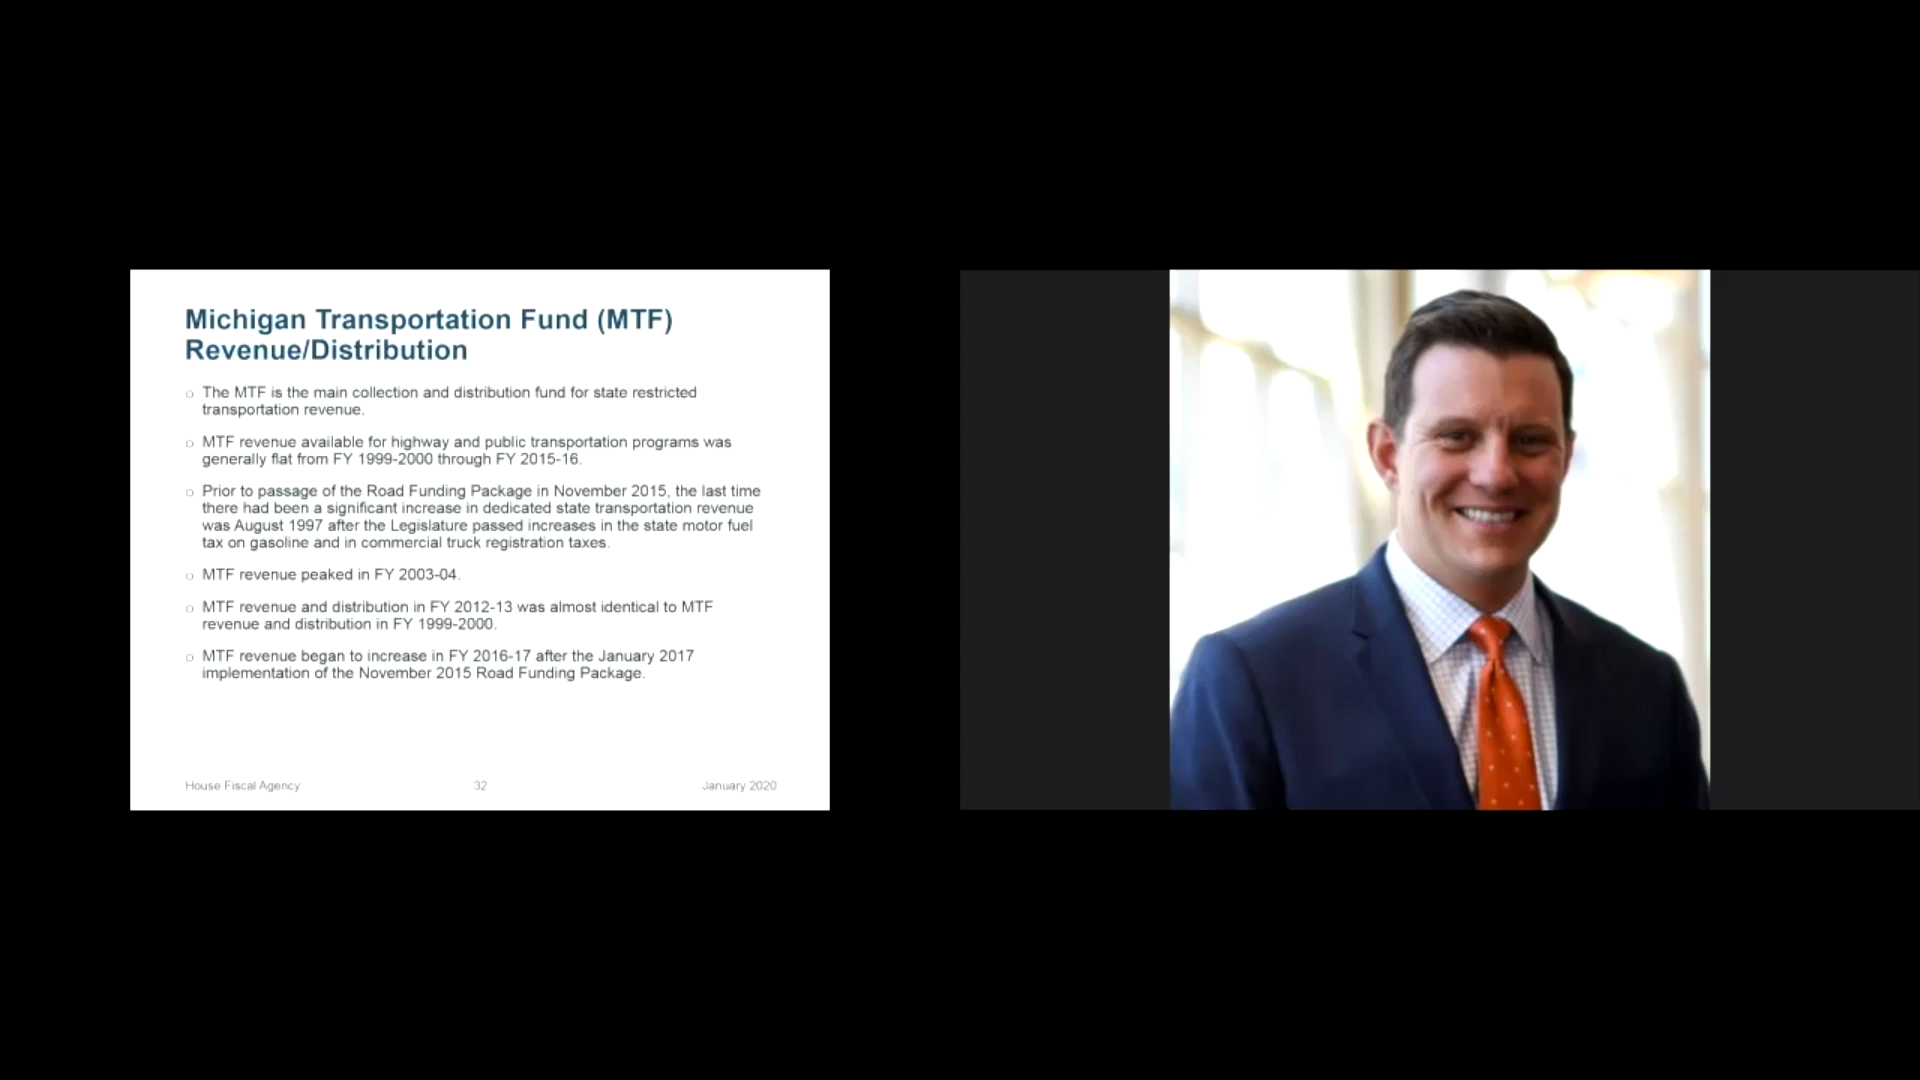 Michigan Transportation Fund (MTF)
Revenue/Distribution
○ The MTF is the main collection and distribution fund for state restricted
transportation revenue.
○ MTF revenue available for highway and public transportation programs was
generally flat from FY 1999-2000 through FY 2015-16.
○ Prior to passage of the Road Funding Package in November 2015, the last time
there had been a significant increase in dedicated state transportation revenue
was August 1997 after the Legislature passed increases in the state motor fuel
tax on gasoline and in commercial truck registration taxes.
○ MTF revenue peaked in FY 2003-04.
○ MTF revenue and distribution in FY 2012-13 was almost identical to MTF
revenue and distribution in FY 1999-2000.
○ MTF revenue began to increase in FY 2016-17 after the January 2017
implementation of the November 2015 Road Funding Package.
House Fiscal Agency 32 January 2020